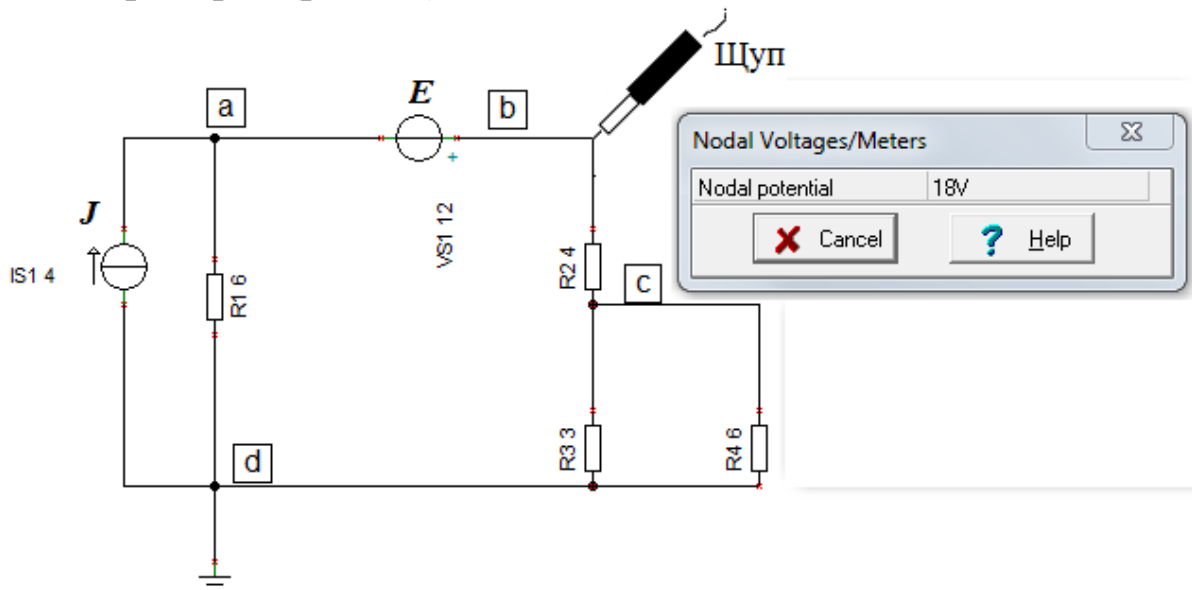 Щуп
a
E
b
Nodal Voltages/Meters
Nodal potential 18V
Cancel
Help
J
IS1 4
R1 6
VS1 12
+
R2 4
c
R3 3
R4 6
d